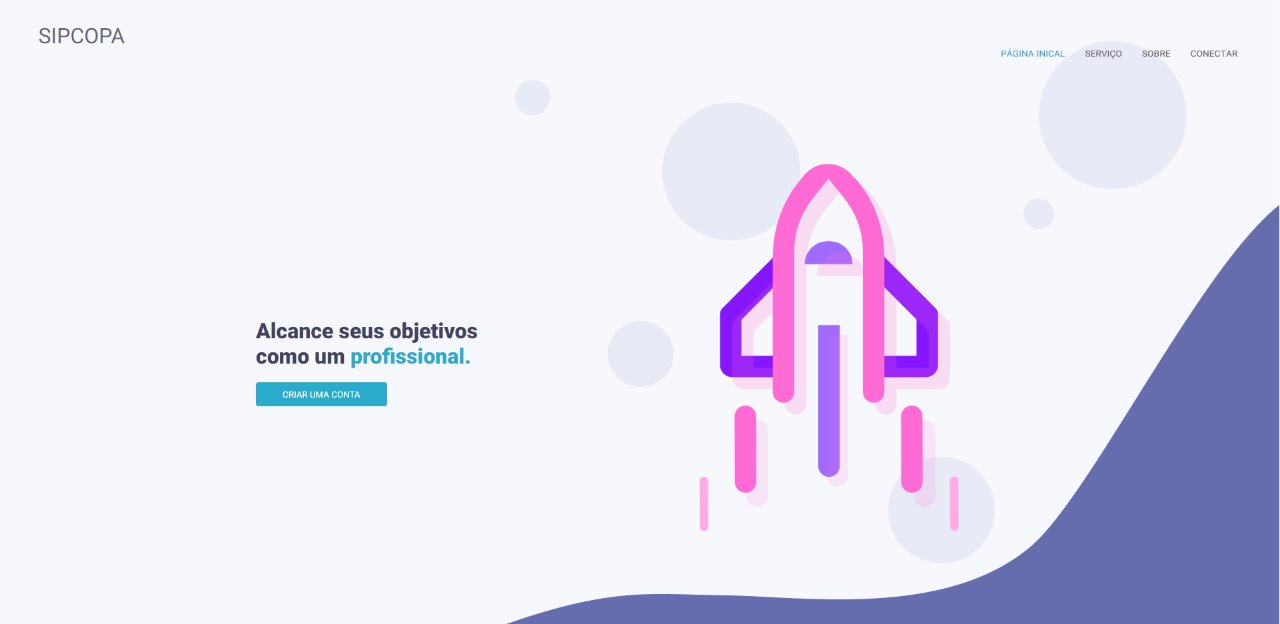 SIPCOPA
PÁGINA INICAL SERVIÇO SOBRE CONECTAR
Alcance seus objetivos
como um profissional.
CRIAR UMA CONTA